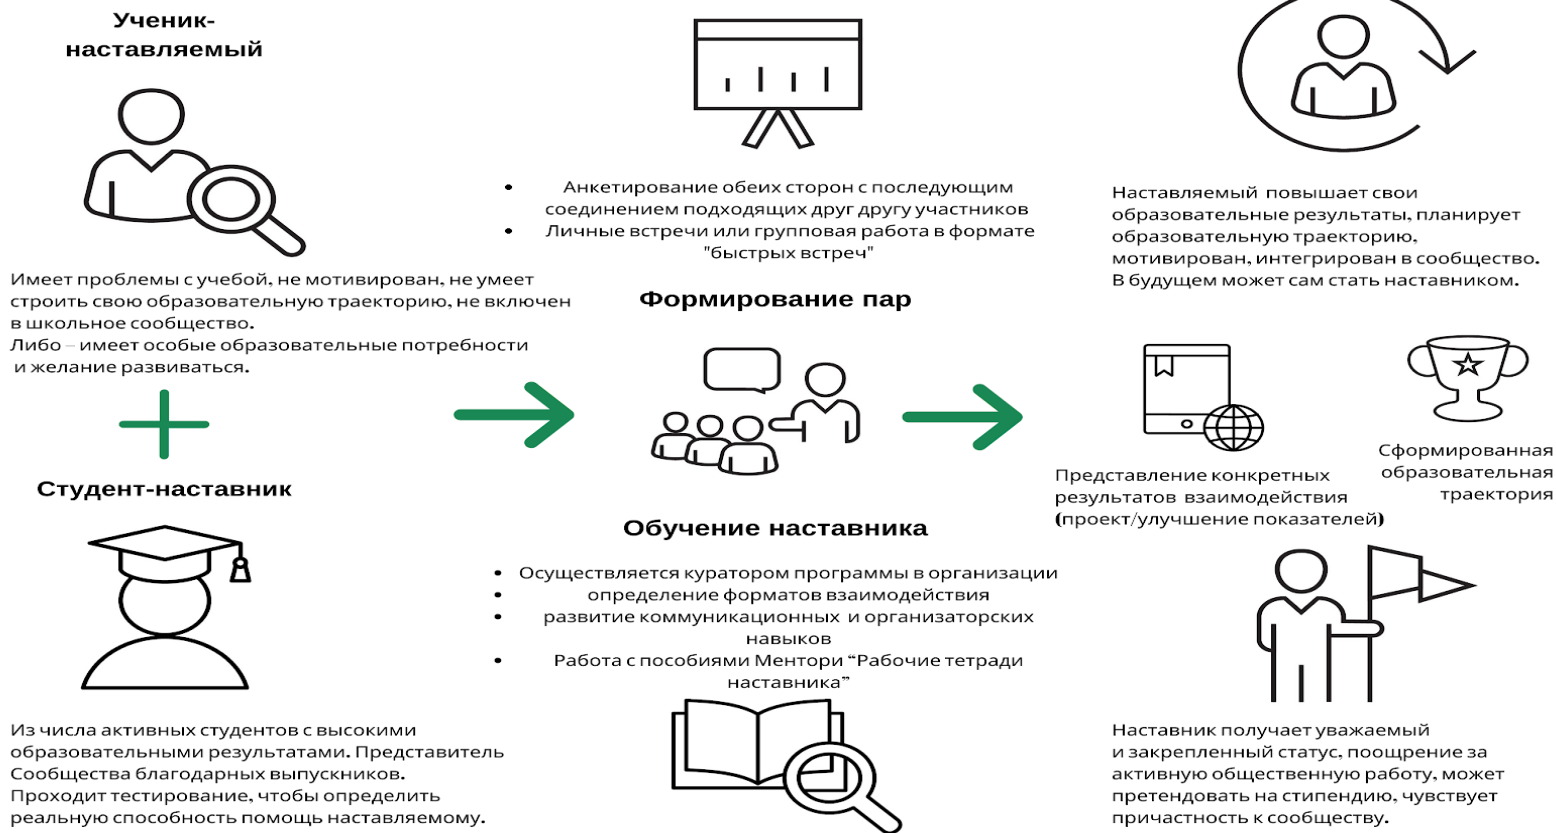 Ученик-
наставляемый
Имеет проблемы с учебой, не мотивирован, не умеет
строить свою образовательную траекторию, не включен
в школьное сообщество.
Либо – имеет особые образовательные потребности
и желание развиваться.
Студент-наставник
Из числа активных студентов с высокими
образовательными результатами. Представитель
Сообщества благодарных выпускников.
Проходит тестирование, чтобы определить
реальную способность помощь наставляемому.
• Анкетирование обеих сторон с последующим
соединением подходящих друг другу участников
• Личные встречи или групповая работа в формате
"быстрых встреч"
Формирование пар
Обучение наставника
• Осуществляется куратором программы в организации
• определение форматов взаимодействия
• развитие коммуникационных и организаторских
навыков
• Работа с пособиями Ментори “Рабочие тетради
наставника”
Наставляемый повышает свои
образовательные результаты, планирует
образовательную траекторию,
мотивирован, интегрирован в сообщество.
В будущем может сам стать наставником.
Представление конкретных
результатов взаимодействия
(проект/улучшение показателей)
Сформированная
образовательная
траектория
Наставник получает уважаемый
и закрепленный статус, поощрение за
активную общественную работу, может
претендовать на стипендию, чувствует
причастность к сообществу.